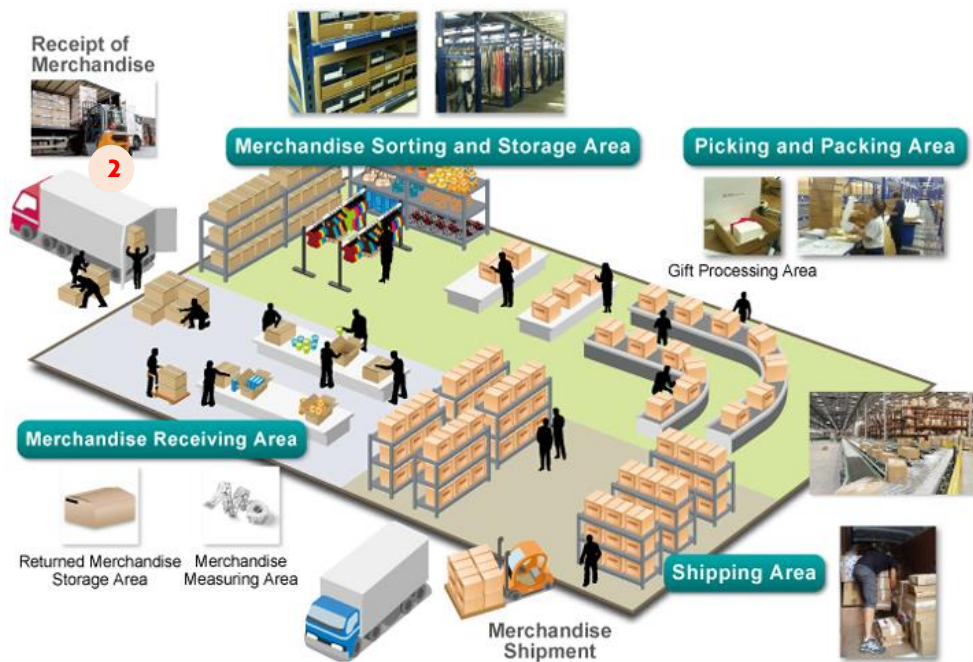 Receipt of
Merchandise
2
Merchandise Sorting and Storage Area
Picking and Packing Area
Gift Processing Area
Merchandise Receiving Area
Returned Merchandise
Storage Area
Merchandise
Measuring Area
Shipping Area
Merchandise
Shipment